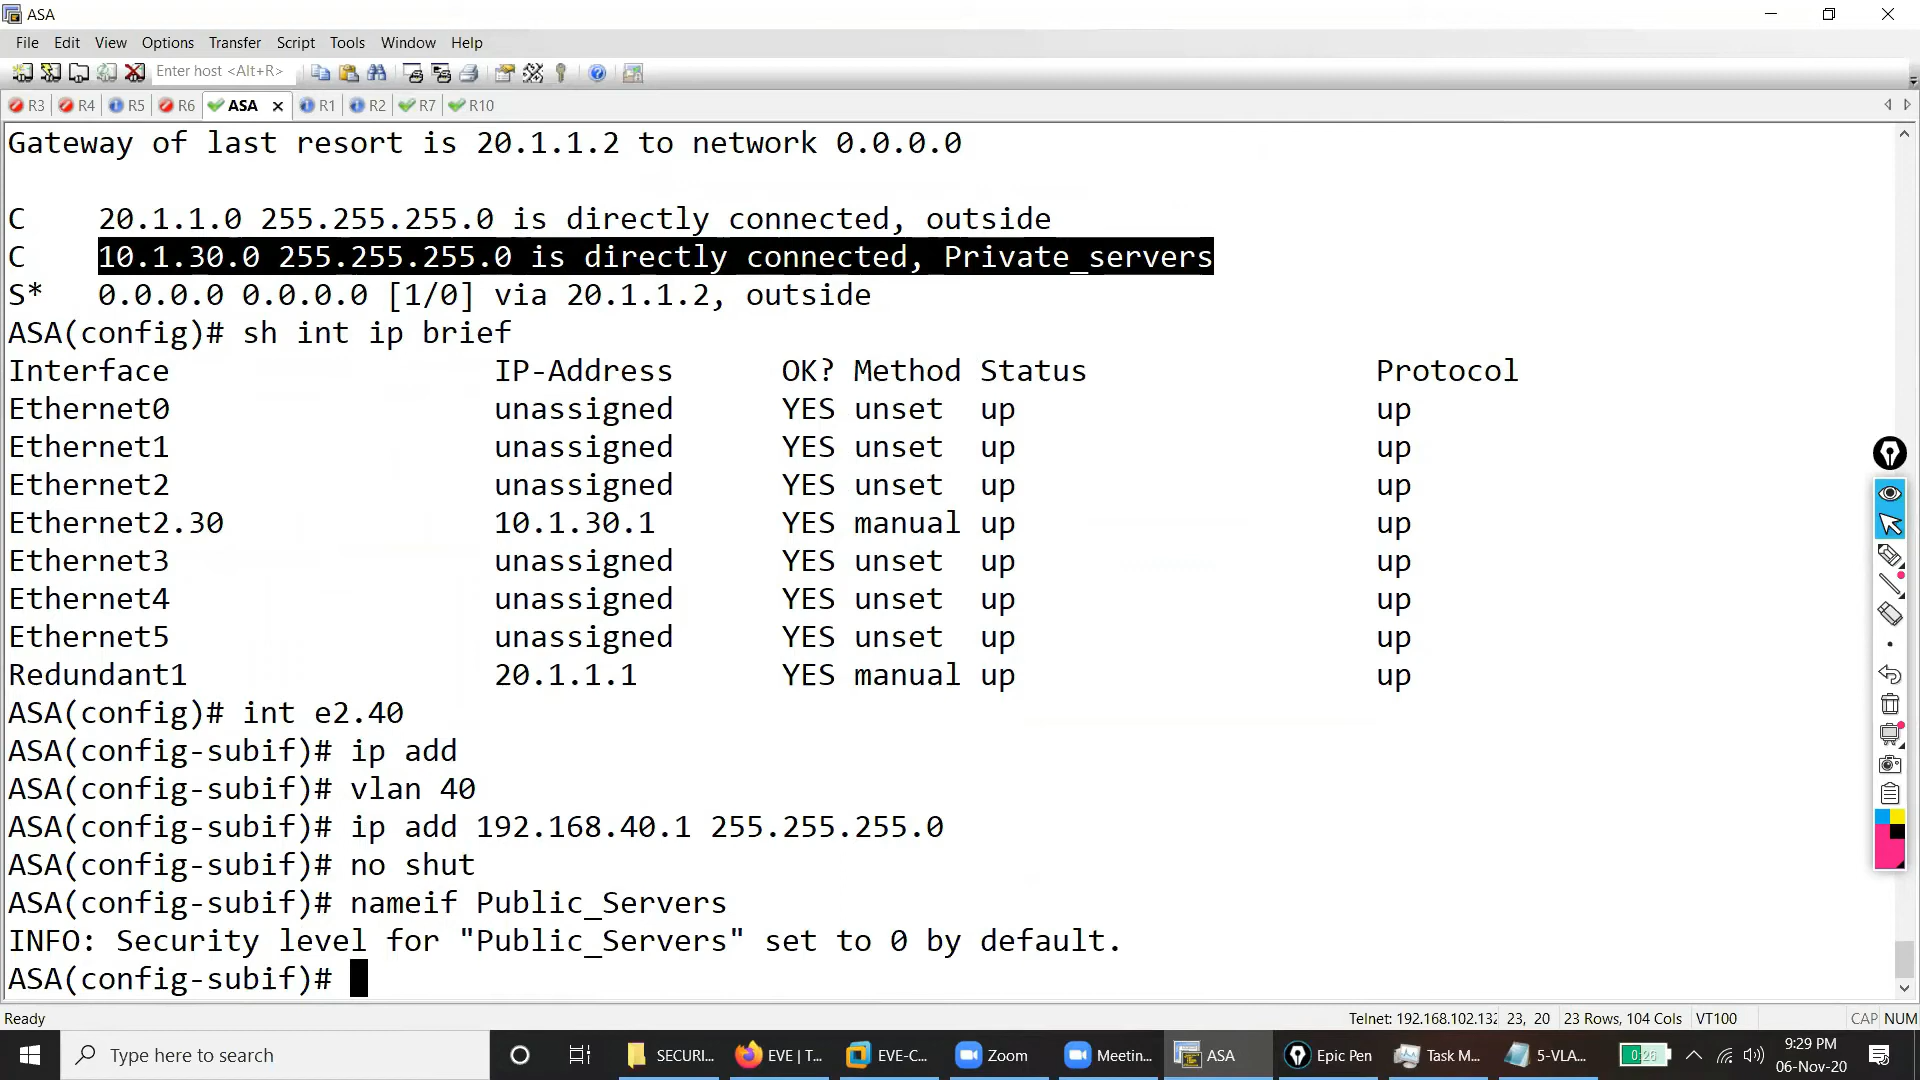 ASA
File Edit View Options Transfer Script Tools Window Help
Enter host <Alt+R>
R3 R4 R5 R6 ASA R1 R2 R7 R10
Gateway of last resort is 20.1.1.2 to network 0.0.0.0
C 20.1.1.0 255.255.255.0 is directly connected, outside
C 10.1.30.0 255.255.255.0 is directly connected, Private_servers
S* 0.0.0.0 0.0.0.0 [1/0] via 20.1.1.2, outside
ASA(config)# sh int ip brief
Interface IP-Address OK? Method Status Protocol
Ethernet0 unassigned YES unset up up
Ethernet1 unassigned YES unset up up
Ethernet2 unassigned YES unset up up
Ethernet2.30 10.1.30.1 YES manual up up
Ethernet3 unassigned YES unset up up
Ethernet4 unassigned YES unset up up
Ethernet5 unassigned YES unset up up
Redundant1 20.1.1.1 YES manual up up
ASA(config)# int e2.40
ASA(config-subif)# ip add
ASA(config-subif)# vlan 40
ASA(config-subif)# ip add 192.168.40.1 255.255.255.0
ASA(config-subif)# no shut
ASA(config-subif)# nameif Public_Servers
INFO: Security level for "Public_Servers" set to 0 by default.
ASA(config-subif)#
Ready Telnet: 192.168.102.132 23, 20 23 Rows, 104 Cols VT100 CAP NUM
Type here to search SECURI... EVE | T... EVE-C... Zoom Meetin... ASA Epic Pen Task M... 5-VLA... 0:26 9:29 PM
06-Nov-20